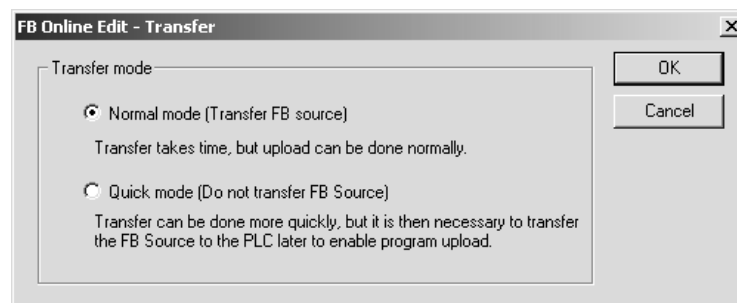 FB Online Edit - Transfer
Transfer mode
OK
Normal mode (Transfer FB source)
Cancel
Transfer takes time, but upload can be done normally.
Quick mode (Do not transfer FB Source)
Transfer can be done more quickly, but it is then necessary to transfer
the FB Source to the PLC later to enable program upload.